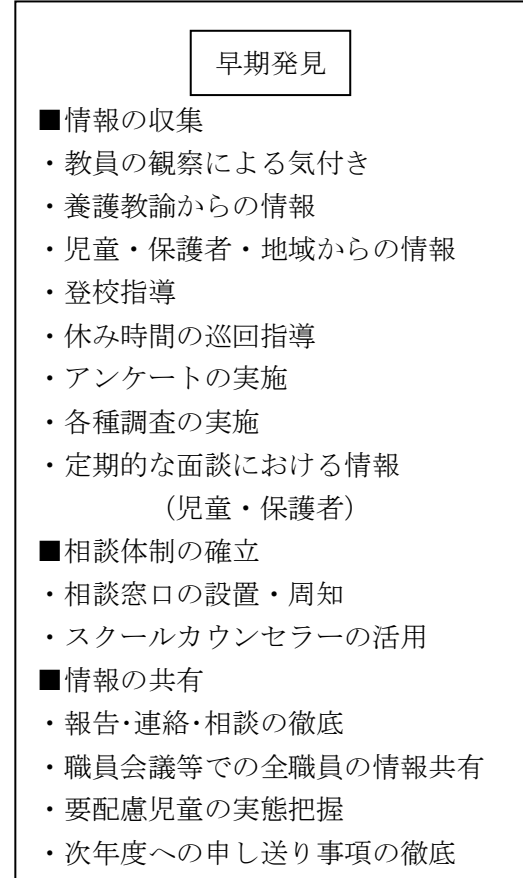 早期発見
■情報の収集
・教員の観察による気付き
・養護教諭からの情報
・児童・保護者・地域からの情報
・登校指導
・休み時間の巡回指導
・アンケートの実施
・各種調査の実施
・定期的な面談における情報
（児童・保護者）
■相談体制の確立
・相談窓口の設置・周知
・スクールカウンセラーの活用
■情報の共有
・報告･連絡･相談の徹底
・職員会議等での全職員の情報共有
・要配慮児童の実態把握
・次年度への申し送り事項の徹底